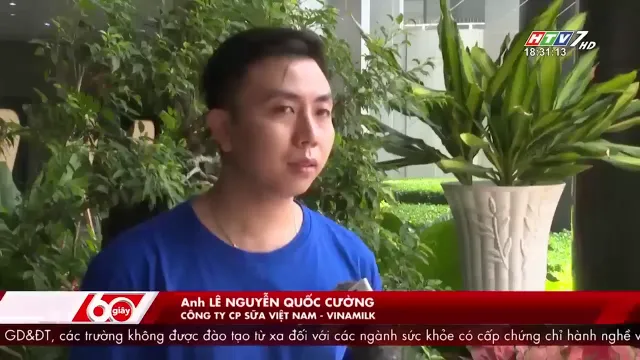 HTV7 HD
18:31:13
60 giây
Anh LÊ NGUYỄN QUỐC CƯỜNG
CÔNG TY CP SỮA VIỆT NAM - VINAMILK
GD&ĐT, các trường không được đào tạo từ xa đối với các ngành sức khỏe có cấp chứng chỉ hành nghề